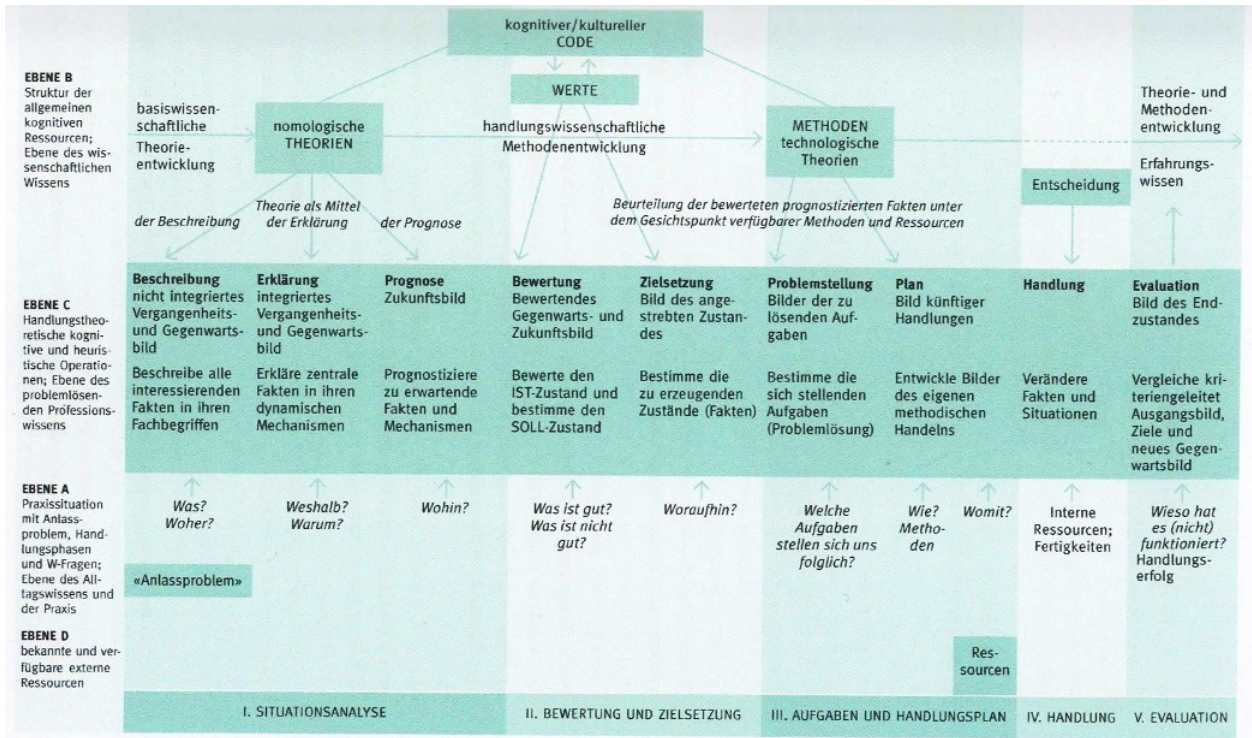 kognitiver/kultureller
CODE
WERTE
EBENE B
Struktur der
allgemeinen
kognitiven
Ressourcen;
Ebene des wis-
senschaftlichen
Wissens
basiswissen-
schaftliche
Theorie-
entwicklung
nomologische
THEORIEN
handlungswissenschaftliche
Methodenentwicklung
METHODEN
technologische
Theorien
Theorie- und
Methoden-
entwicklung
Erfahrungs-
wissen
Entscheidung
der Beschreibung
Theorie als Mittel
der Erklärung
der Prognose
Beurteilung der bewerteten prognostizierten Fakten unter
dem Gesichtspunkt verfügbarer Methoden und Ressourcen
EBENE C
Handlungstheo-
retische kogni-
tive und heuris-
tische Operatio-
nen; Ebene des
problemlösen-
den Professions-
wissens
Beschreibung
nicht integriertes
Vergangenheits-
und Gegenwarts-
bild
Beschreibe alle
interessierenden
Fakten in ihren
Fachbegriffen
Erklärung
integriertes
Vergangenheits-
und Gegenwarts-
bild
Erkläre zentrale
Fakten in ihren
dynamischen
Mechanismen
Prognose
Zukunftsbild
Prognostiziere
zu erwartende
Fakten und
Mechanismen
Bewertung
Bewertendes
Gegenwarts- und
Zukunftsbild
Bewerte den
IST-Zustand und
bestimme den
SOLL-Zustand
Zielsetzung
Bild des ange-
strebten Zustan-
des
Bestimme die
zu erzeugenden
Zustände (Fakten)
Problemstellung
Bilder der zu
lösenden Auf-
gaben
Bestimme die
sich stellenden
Aufgaben
(Problemlösung)
Plan
Bild künftiger
Handlungen
Entwickle Bilder
des eigenen
methodischen
Handelns
Handlung
Verändere
Fakten und
Situationen
Evaluation
Bild des End-
zustandes
Vergleiche kri-
teriengeleitet
Ausgangsbild,
Ziele und
neues Gegen-
wartsbild
EBENE A
Praxissituation
mit Anlass-
problem, Hand-
lungsphasen
und W-Fragen;
Ebene des All-
tagswissens und
der Praxis
Was?
Woher?
Weshalb?
Warum?
Wohin?
Was ist gut?
Was ist nicht
gut?
Woraufhin?
Welche
Aufgaben
stellen sich uns
folglich?
Wie?
Metho-
den
Womit?
Interne
Ressourcen;
Fertigkeiten
Wieso hat
es (nicht)
funktioniert?
Handlungs-
erfolg
«Anlassproblem»
EBENE D
bekannte und ver-
fügbare externe
Ressourcen
Res-
sourcen
I. SITUATIONSANALYSE
II. BEWERTUNG UND ZIELSETZUNG
III. AUFGABEN UND HANDLUNGSPLAN
IV. HANDLUNG
V. EVALUATION